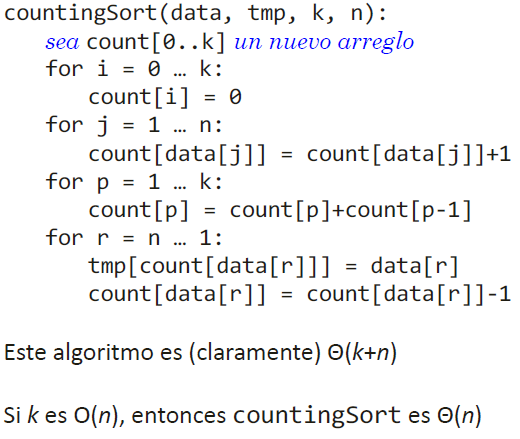 countingSort(data, tmp, k, n):
sea count[0..k] un nuevo arreglo
for i = 0 … k:
count[i] = 0
for j = 1 … n:
count[data[j]] = count[data[j]]+1
for p = 1 … k:
count[p] = count[p]+count[p-1]
for r = n … 1:
tmp[count[data[r]]] = data[r]
count[data[r]] = count[data[r]]-1
Este algoritmo es (claramente) Θ(k+n)
Si k es O(n), entonces countingSort es Θ(n)